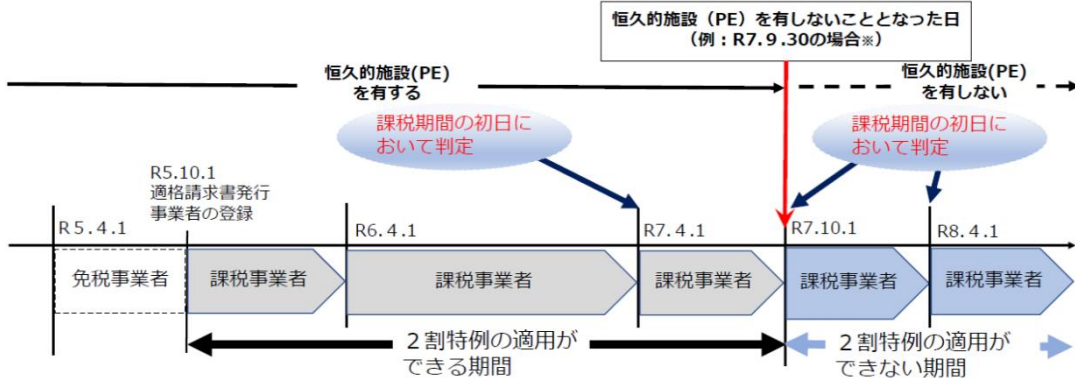 恒久的施設（PE）を有しないこととなった日
（例：R7.9.30の場合※）
恒久的施設(PE)
を有する
恒久的施設(PE)
を有しない
課税期間の初日に
おいて判定
課税期間の初日に
おいて判定
R5.10.1
適格請求書発行
事業者の登録
R5.4.1
R6.4.1
R7.4.1
R7.10.1
R8.4.1
免税事業者
課税事業者
課税事業者
課税事業者
課税事業者
課税事業者
２割特例の適用が
できる期間
２割特例の適用が
できない期間